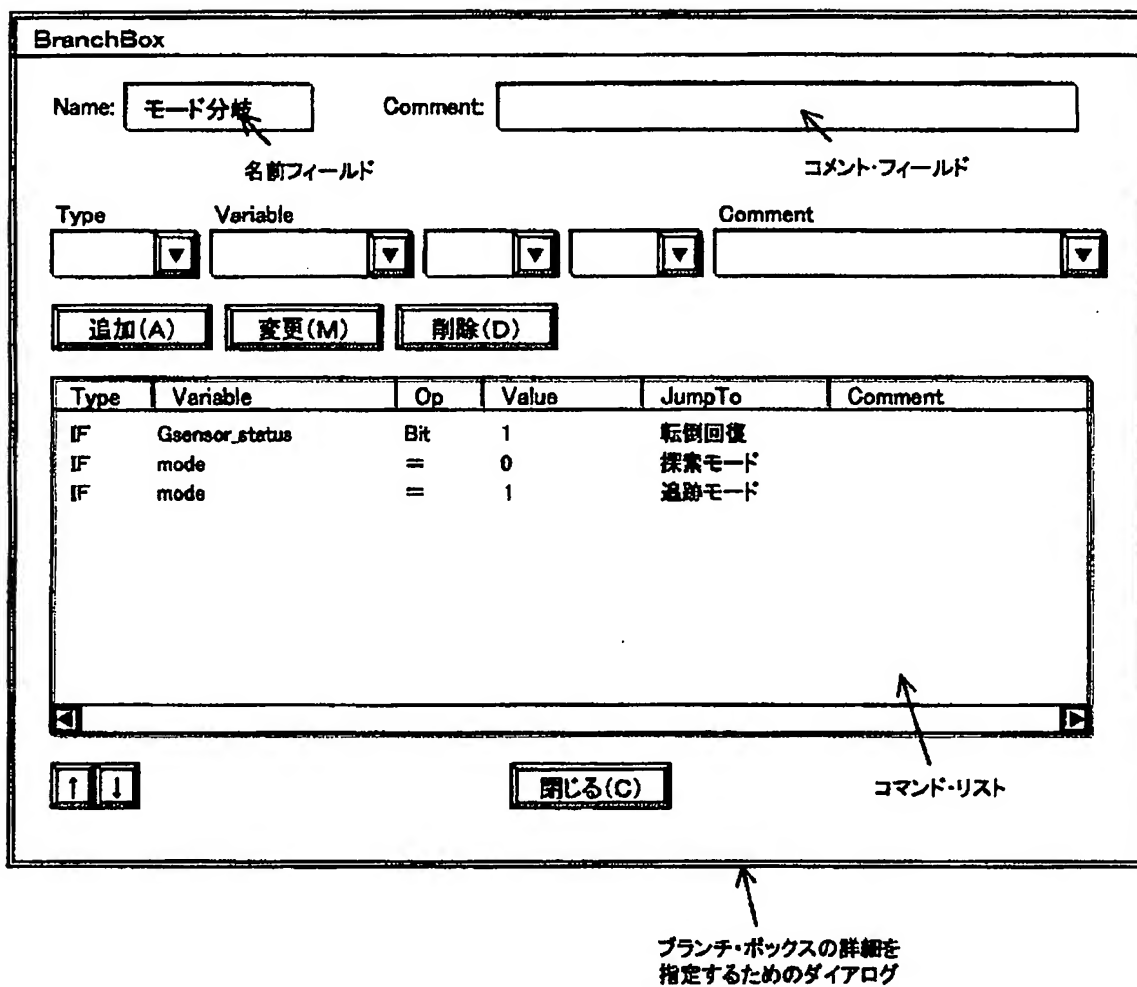 BranchBox
Name: モード分岐 Comment:
名前フィールド コメント・フィールド
Type Variable Comment
追加(A) 変更(M) 削除(D)
Type Variable Op Value JumpTo Comment
IF Gsensor_status Bit 1 転倒回復
IF mode = 0 探索モード
IF mode = 1 追跡モード
↑ ↓ 閉じる(C) コマンド・リスト
ブランチ・ボックスの詳細を
指定するためのダイアログ